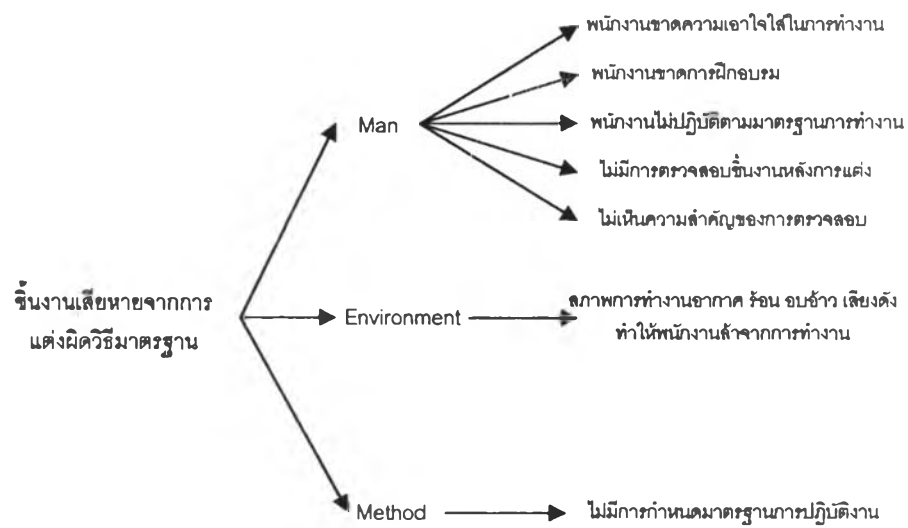 พนักงานขาดความเอาใจใส่ในการทำงาน
พนักงานขาดการฝึกอบรม
Man
พนักงานไม่ปฏิบัติตามมาตรฐานการทำงาน
ไม่มีการตรวจสอบชิ้นงานหลังการแต่ง
ไม่เห็นความสำคัญของการตรวจสอบ
ชิ้นงานเสียหายจากการ
แต่งผิดวิธีมาตรฐาน
Environment
สภาพการทำงานอากาศ ร้อน อบอ้าว เสียงดัง
ทำให้พนักงานล้าจากการทำงาน
Method
ไม่มีการกำหนดมาตรฐานการปฏิบัติงาน